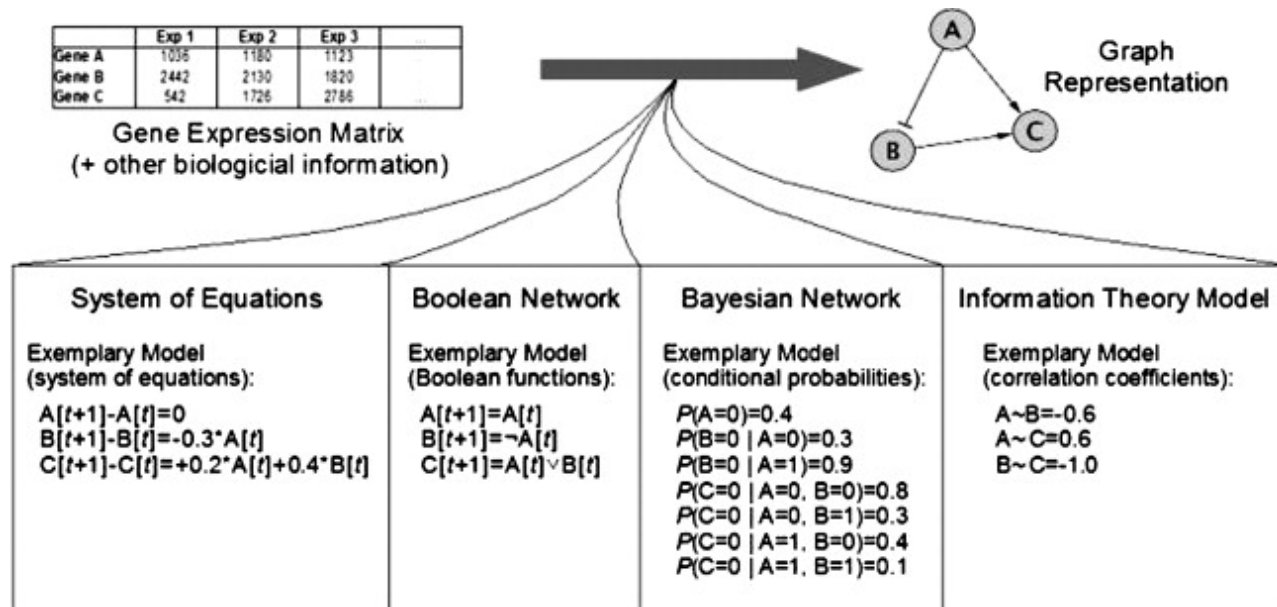 Exp 1 Exp 2 Exp 3 ...
Gene A 1036 1180 1123 ...
Gene B 2442 2130 1820
Gene C 542 1726 2786 ...
Gene Expression Matrix
(+ other biologicial information)
A
B
C
Graph
Representation
System of Equations
Exemplary Model
(system of equations):
A[t+1]-A[t]=0
B[t+1]-B[t]=-0.3*A[t]
C[t+1]-C[t]=+0.2*A[t]+0.4*B[t]
Boolean Network
Exemplary Model
(Boolean functions):
A[t+1]=A[t]
B[t+1]=¬A[t]
C[t+1]=A[t]∨B[t]
Bayesian Network
Exemplary Model
(conditional probabilities):
P(A=0)=0.4
P(B=0 | A=0)=0.3
P(B=0 | A=1)=0.9
P(C=0 | A=0, B=0)=0.8
P(C=0 | A=0, B=1)=0.3
P(C=0 | A=1, B=0)=0.4
P(C=0 | A=1, B=1)=0.1
Information Theory Model
Exemplary Model
(correlation coefficients):
A~B=-0.6
A~C=0.6
B~C=-1.0